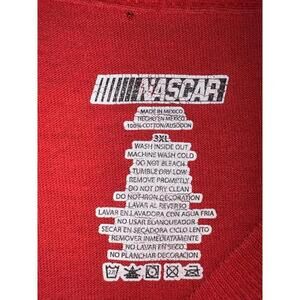 NASCAR
MADE IN MEXICO
HECHO EN MEXICO
100% COTTON/ALGODON
WASH INSIDE OUT
MACHINE WASH COLD
DO NOT BLEACH
TUMBLE DRY LOW
REMOVE PROMPTLY
DO NOT DRY CLEAN
DO NOT IRON DECORATION
LAVAR AL REVERSO
LAVAR EN LAVADORA CON AGUA FRIA
NO USAR BLANQUEADOR
SECAR EN SECADORA CICLO LENTO
REMOVER INMEDIATAMENTE
NO LAVAR EN SECO
NO PLANCHAR DECORACION